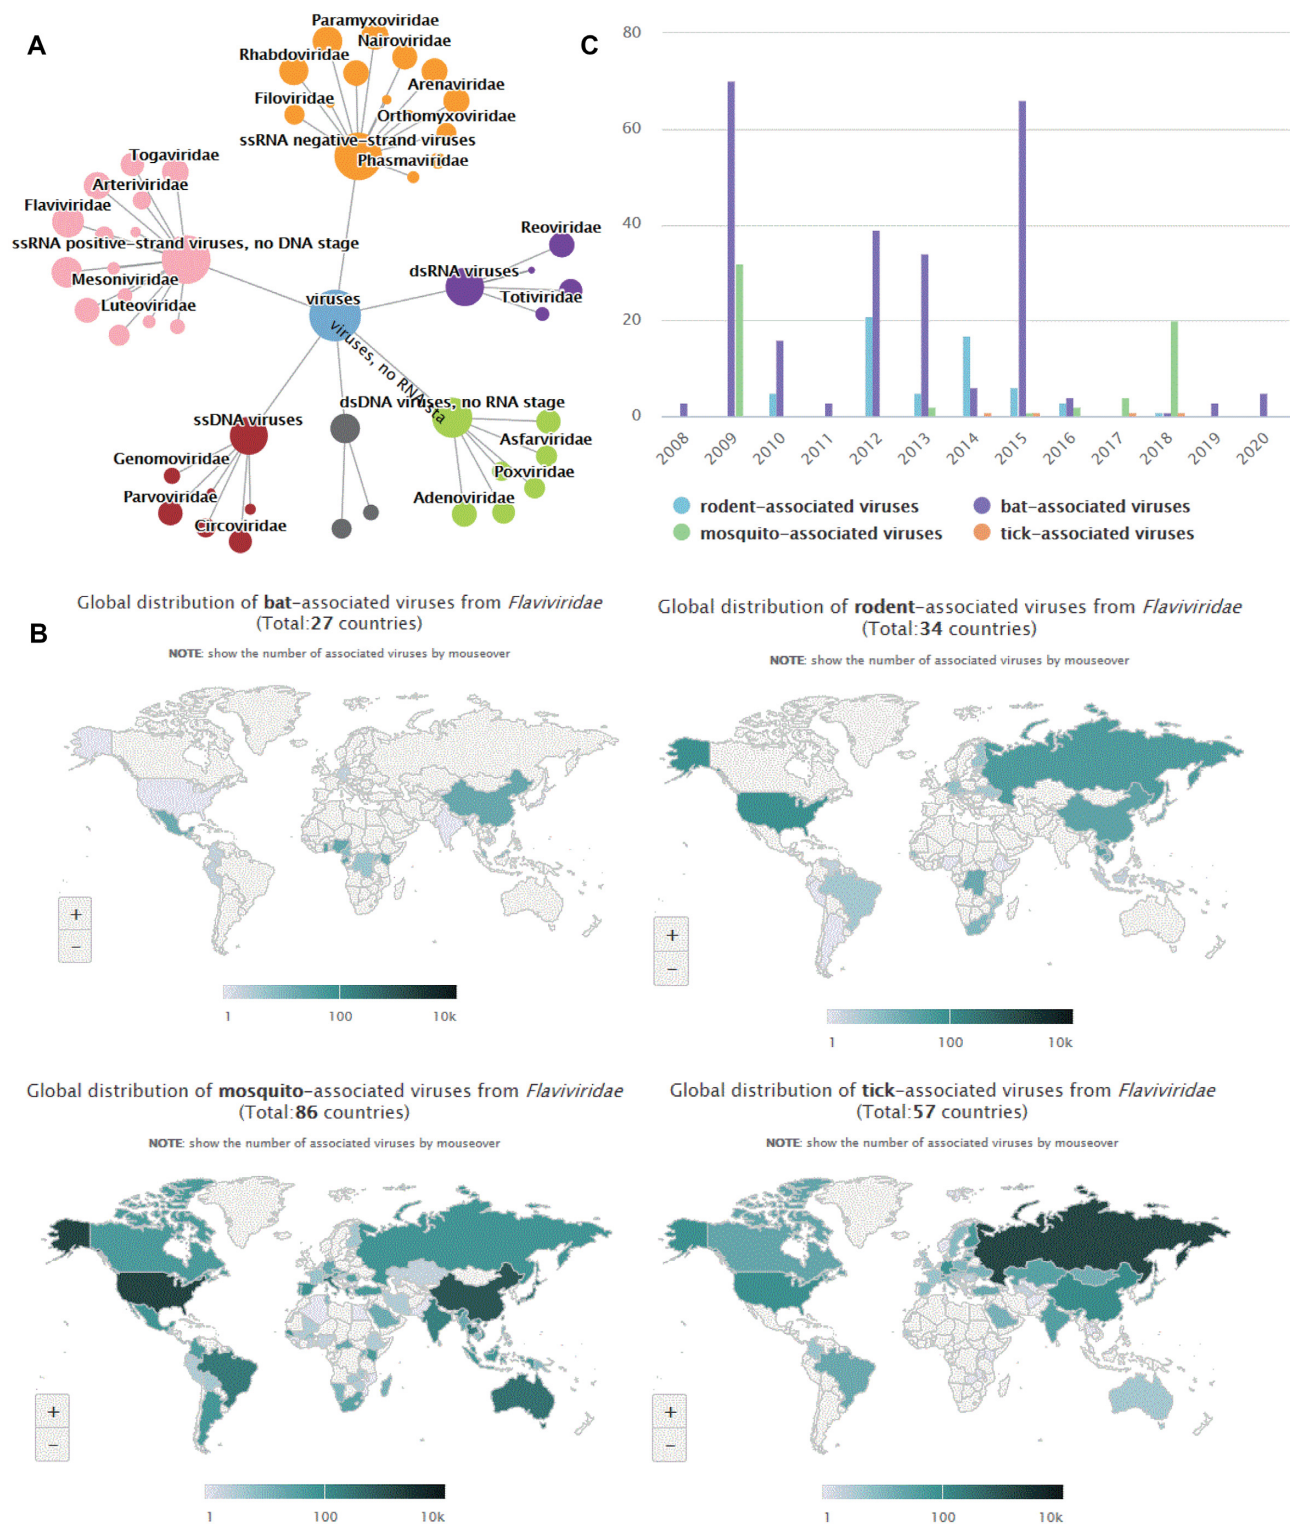 A
Paramyxoviridae
Nairoviridae
Rhabdoviridae
Arenaviridae
Filoviridae
Orthomyxoviridae
ssRNA negative-strand viruses
Phasmaviridae
Togaviridae
Arteriviridae
Flaviviridae
ssRNA positive-strand viruses, no DNA stage
Mesoniviridae
Luteoviridae
Reoviridae
dsRNA viruses
Totiviridae
viruses
viruses, no RNA sta
dsDNA viruses, no RNA stage
ssDNA viruses
Asfarviridae
Genomoviridae
Poxviridae
Parvoviridae
Adenoviridae
Circoviridae
C
80
60
40
20
0
2008
2009
2010
2011
2012
2013
2014
2015
2016
2017
2018
2019
2020
rodent-associated viruses
bat-associated viruses
mosquito-associated viruses
tick-associated viruses
B
Global distribution of bat-associated viruses from Flaviviridae
(Total:27 countries)
NOTE: show the number of associated viruses by mouseover
+
−
1 100 10k
Global distribution of rodent-associated viruses from Flaviviridae
(Total:34 countries)
NOTE: show the number of associated viruses by mouseover
+
−
1 100 10k
Global distribution of mosquito-associated viruses from Flaviviridae
(Total:86 countries)
NOTE: show the number of associated viruses by mouseover
+
−
1 100 10k
Global distribution of tick-associated viruses from Flaviviridae
(Total:57 countries)
NOTE: show the number of associated viruses by mouseover
+
−
1 100 10k